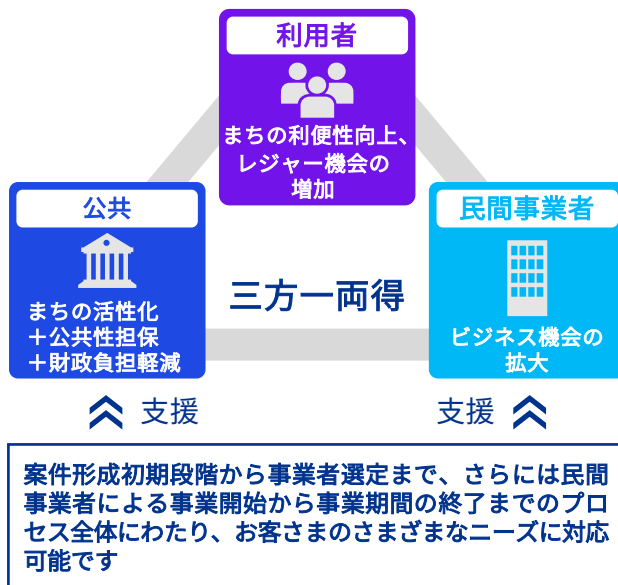 利用者
まちの利便性向上、
レジャー機会の
増加
公共
まちの活性化
＋公共性担保
＋財政負担軽減
民間事業者
ビジネス機会の
拡大
三方一両得
支援
支援
案件形成初期段階から事業者選定まで、さらには民間
事業者による事業開始から事業期間の終了までのプロ
セス全体にわたり、お客さまのさまざまなニーズに対応
可能です